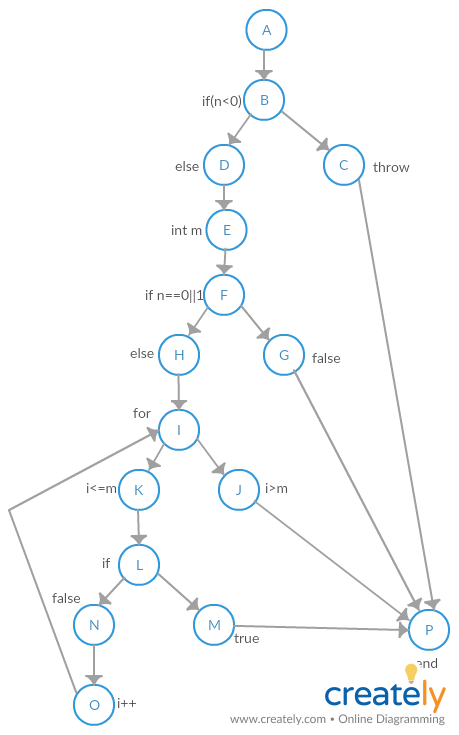 A
if(n<0) B
else D
C throw
int m E
if n==0||1 F
else H
G false
for
I
i<=m K
J i>m
if L
false
N
M
true
P
end
O i++
creately
www.creately.com • Online Diagramming